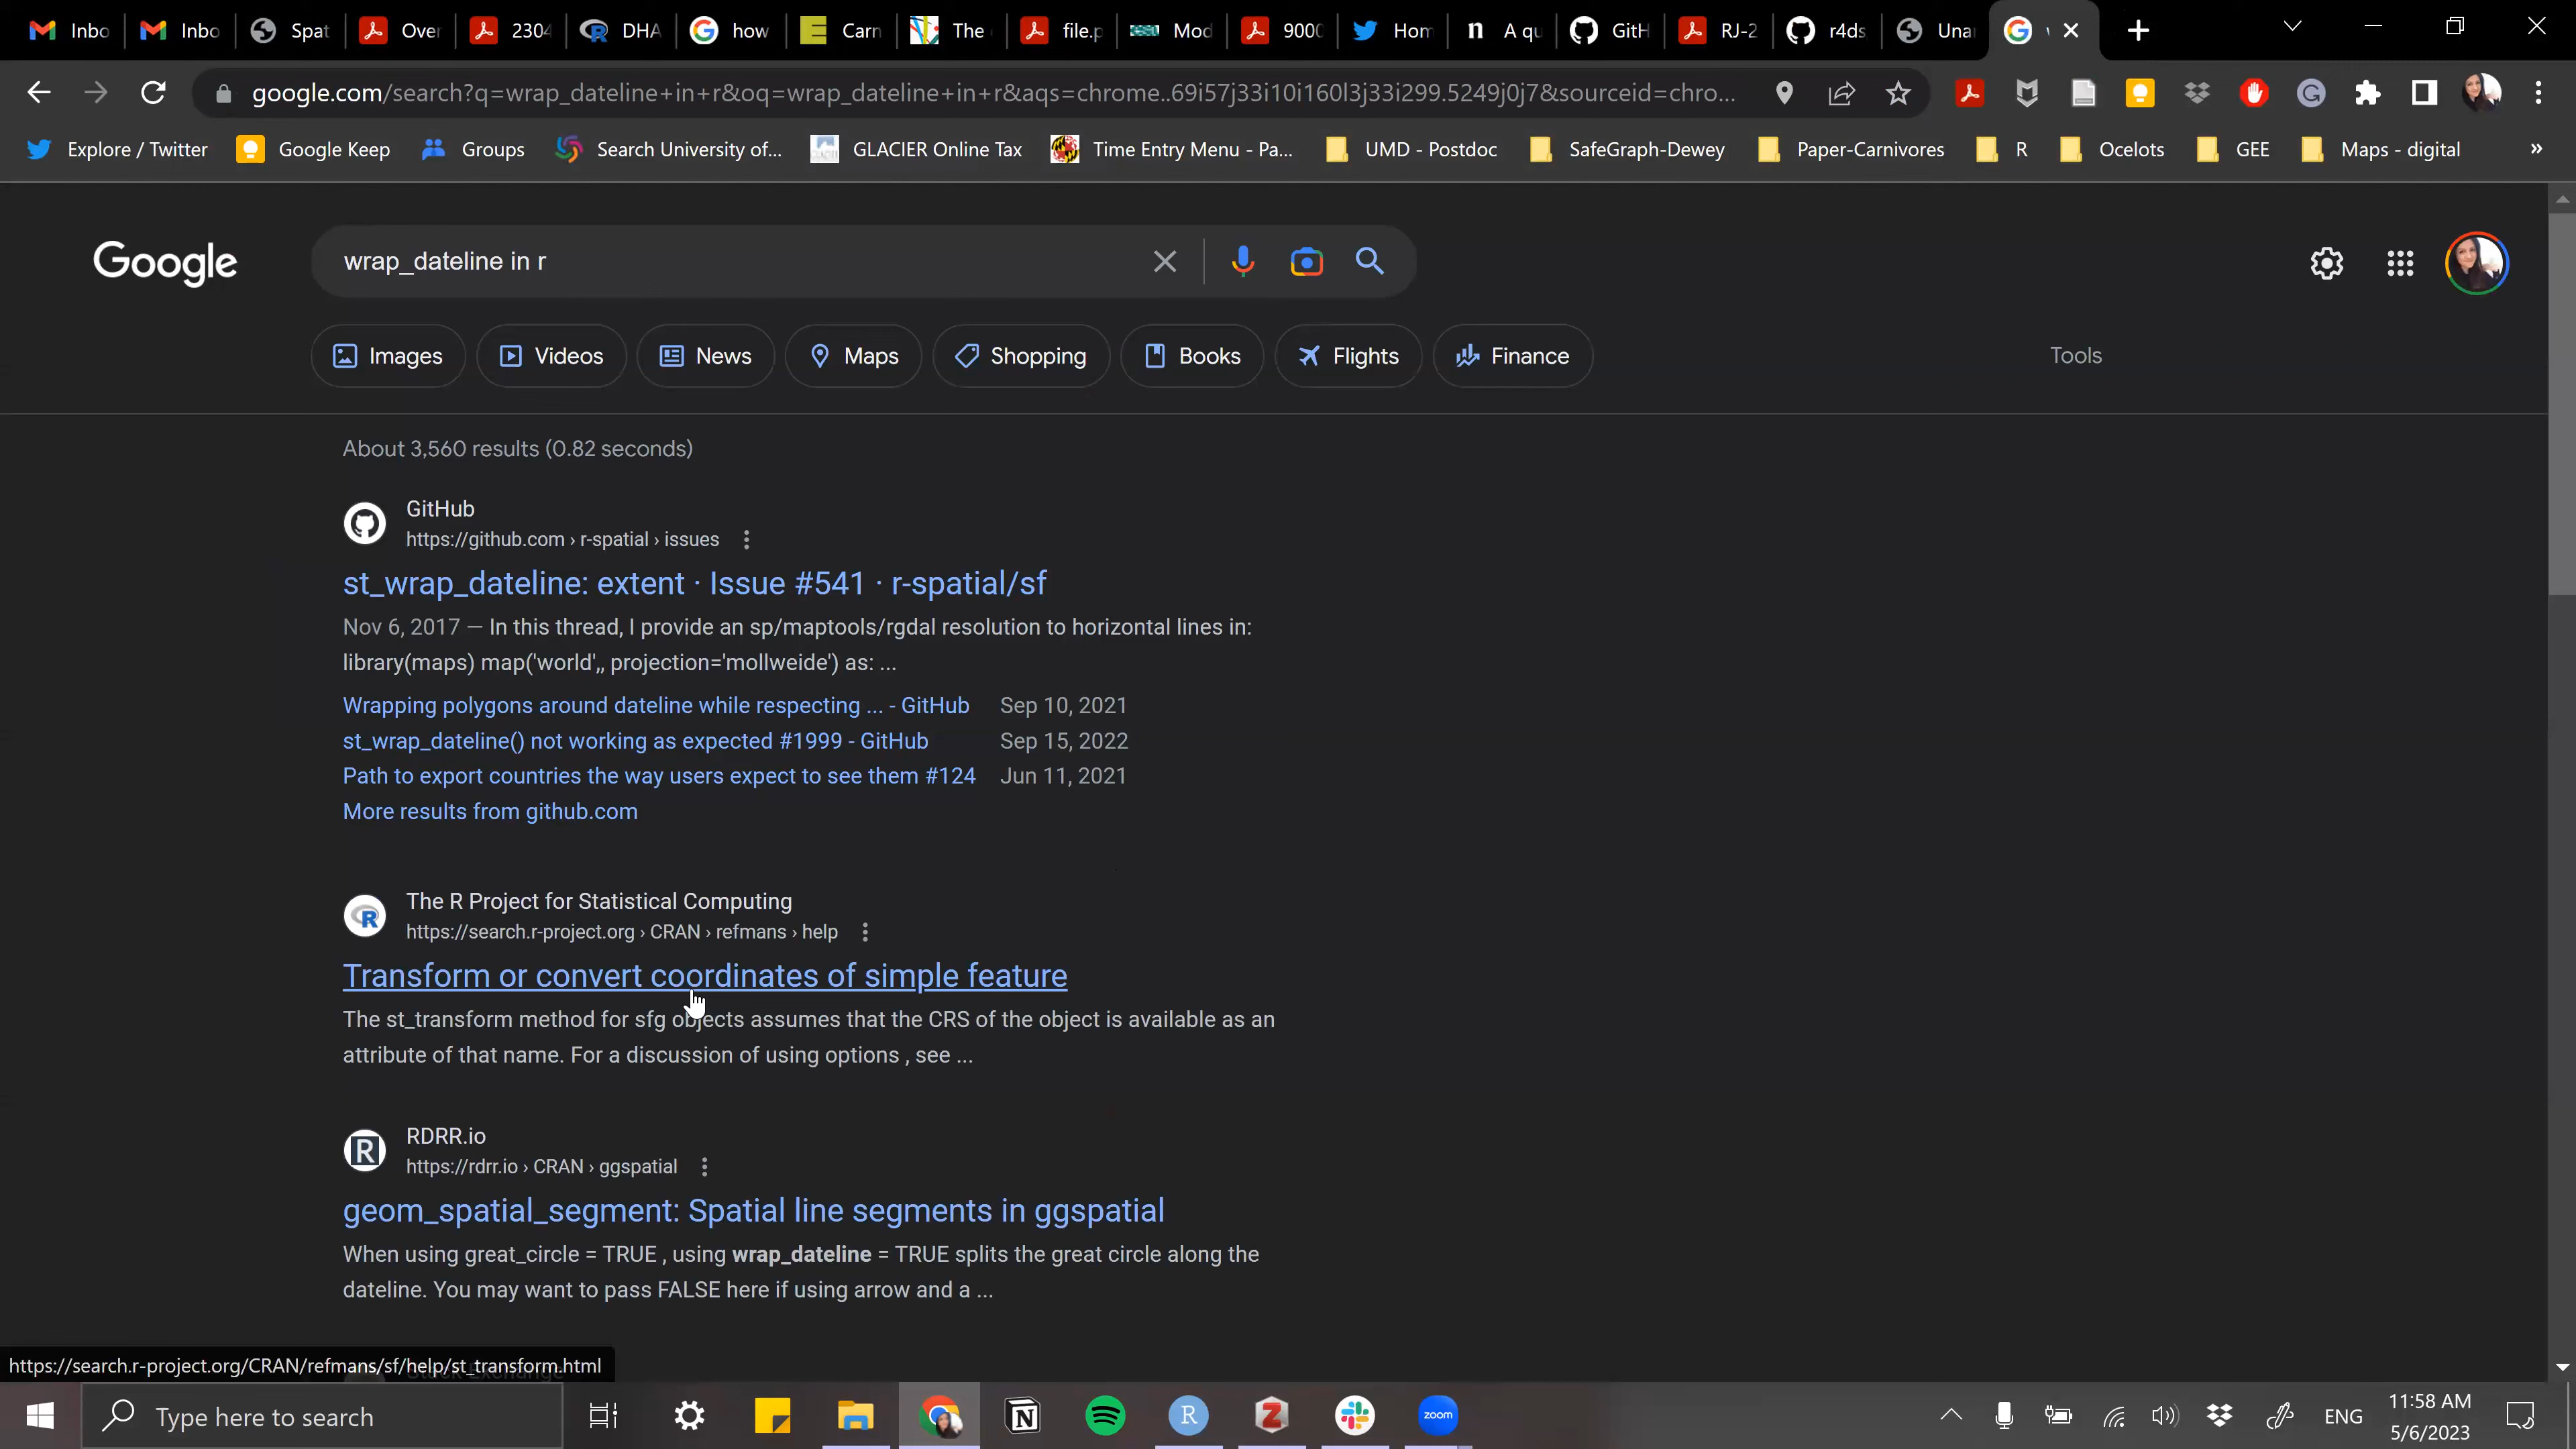 Inbo
Inbo
Spat
Over
2304
DHA
how
Carn
The
file.p
Mod
900
Hom
A qu
GitH
RJ-2
r4ds
Una
google.com/search?q=wrap_dateline+in+r&oq=wrap_dateline+in+r&aqs=chrome..69i57j33i10i160l3j33i299.5249j0j7&sourceid=chro...
Explore / Twitter
Google Keep
Groups
Search University of...
GLACIER Online Tax
Time Entry Menu - Pa...
UMD - Postdoc
SafeGraph-Dewey
Paper-Carnivores
R
Ocelots
GEE
Maps - digital
»
Google
wrap_dateline in r
Images
Videos
News
Maps
Shopping
Books
Flights
Finance
Tools
About 3,560 results (0.82 seconds)
GitHub
https://github.com › r-spatial › issues
st_wrap_dateline: extent · Issue #541 · r-spatial/sf
Nov 6, 2017 — In this thread, I provide an sp/maptools/rgdal resolution to horizontal lines in:
library(maps) map('world',, projection='mollweide') as: ...
Wrapping polygons around dateline while respecting ... - GitHub Sep 10, 2021
st_wrap_dateline() not working as expected #1999 - GitHub Sep 15, 2022
Path to export countries the way users expect to see them #124 Jun 11, 2021
More results from github.com
The R Project for Statistical Computing
https://search.r-project.org › CRAN › refmans › help
Transform or convert coordinates of simple feature
The st_transform method for sfg objects assumes that the CRS of the object is available as an
attribute of that name. For a discussion of using options , see ...
RDRR.io
https://rdrr.io › CRAN › ggspatial
geom_spatial_segment: Spatial line segments in ggspatial
When using great_circle = TRUE , using wrap_dateline = TRUE splits the great circle along the
dateline. You may want to pass FALSE here if using arrow and a ...
https://search.r-project.org/CRAN/refmans/sf/help/st_transform.html
Type here to search
zoom
ENG
11:58 AM
5/6/2023